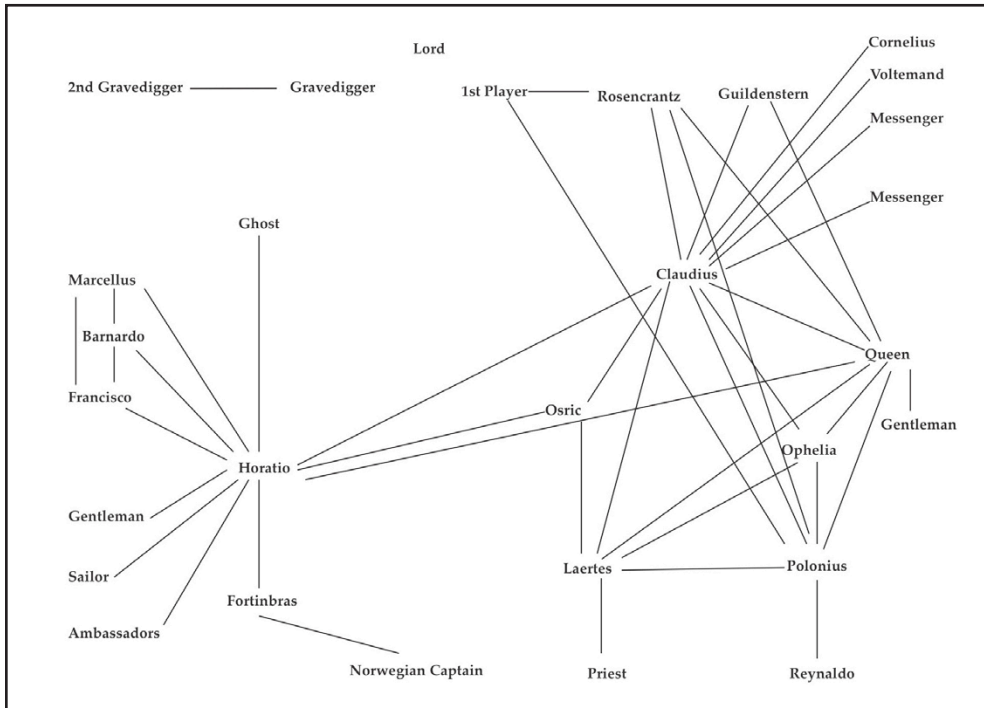 Lord
Cornelius
Voltemand
2nd Gravedigger
Gravedigger
1st Player
Rosencrantz
Guildenstern
Messenger
Messenger
Ghost
Claudius
Marcellus
Barnardo
Queen
Francisco
Osric
Gentleman
Ophelia
Horatio
Gentleman
Laertes
Polonius
Sailor
Fortinbras
Ambassadors
Norwegian Captain
Priest
Reynaldo